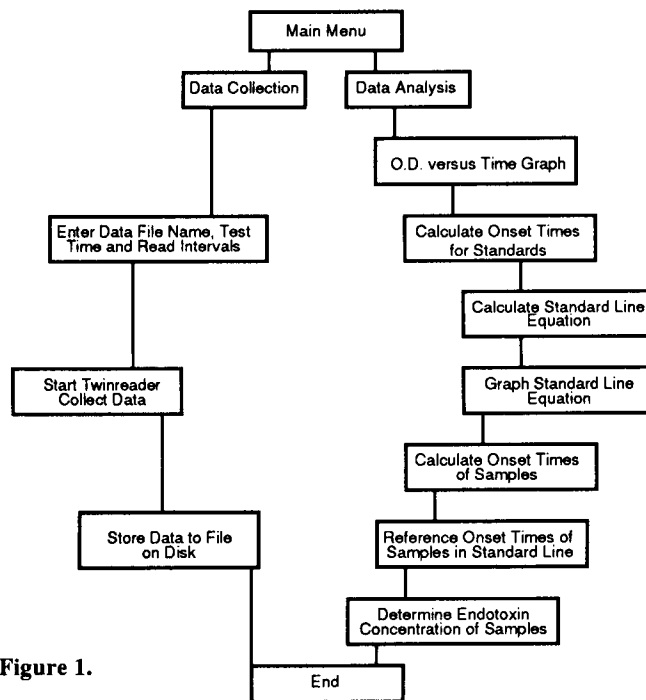 Main Menu
Data Collection
Data Analysis
O.D. versus Time Graph
Enter Data File Name, Test
Time and Read Intervals
Calculate Onset Times
for Standards
Calculate Standard Line
Equation
Start Twinreader
Collect Data
Graph Standard Line
Equation
Calculate Onset Times
of Samples
Store Data to File
on Disk
Reference Onset Times of
Samples in Standard Line
Determine Endotoxin
Concentration of Samples
Figure 1.
End